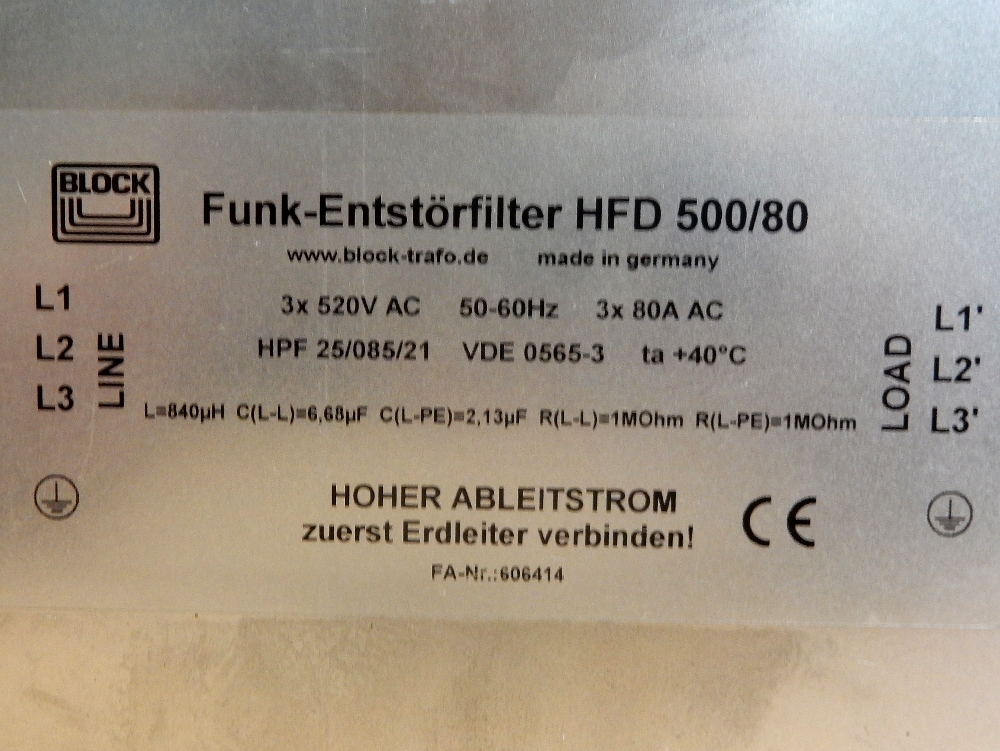 BLOCK
Funk-Entstörfilter HFD 500/80
www.block-trafo.de made in germany
L1
L2
L3
LINE
3x 520V AC 50-60Hz 3x 80A AC
HPF 25/085/21 VDE 0565-3 ta +40°C
L=840µH C(L-L)=6,68µF C(L-PE)=2,13µF R(L-L)=1MOhm R(L-PE)=1MOhm
LOAD
L1'
L2'
L3'
HOHER ABLEITSTROM
zuerst Erdleiter verbinden!
CE
FA-Nr.:606414